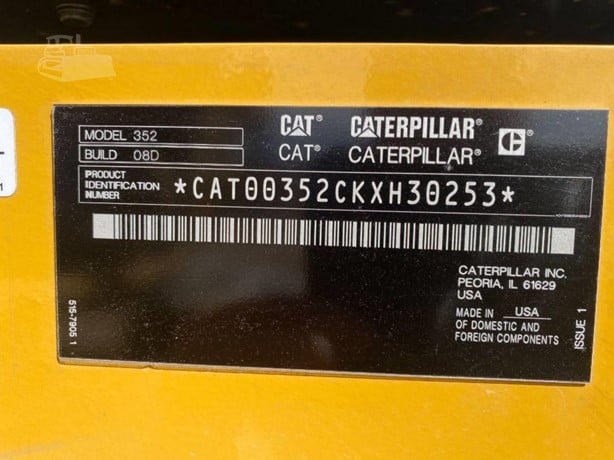 MODEL 352
BUILD 08D
CAT® CATERPILLAR® C®
CAT® CATERPILLAR®
PRODUCT
IDENTIFICATION
NUMBER
*CAT00352CKXH30253*
CATERPILLAR INC.
PEORIA, IL 61629
USA
MADE IN USA
OF DOMESTIC AND
FOREIGN COMPONENTS
ISSUE 1
515-7905 1
1